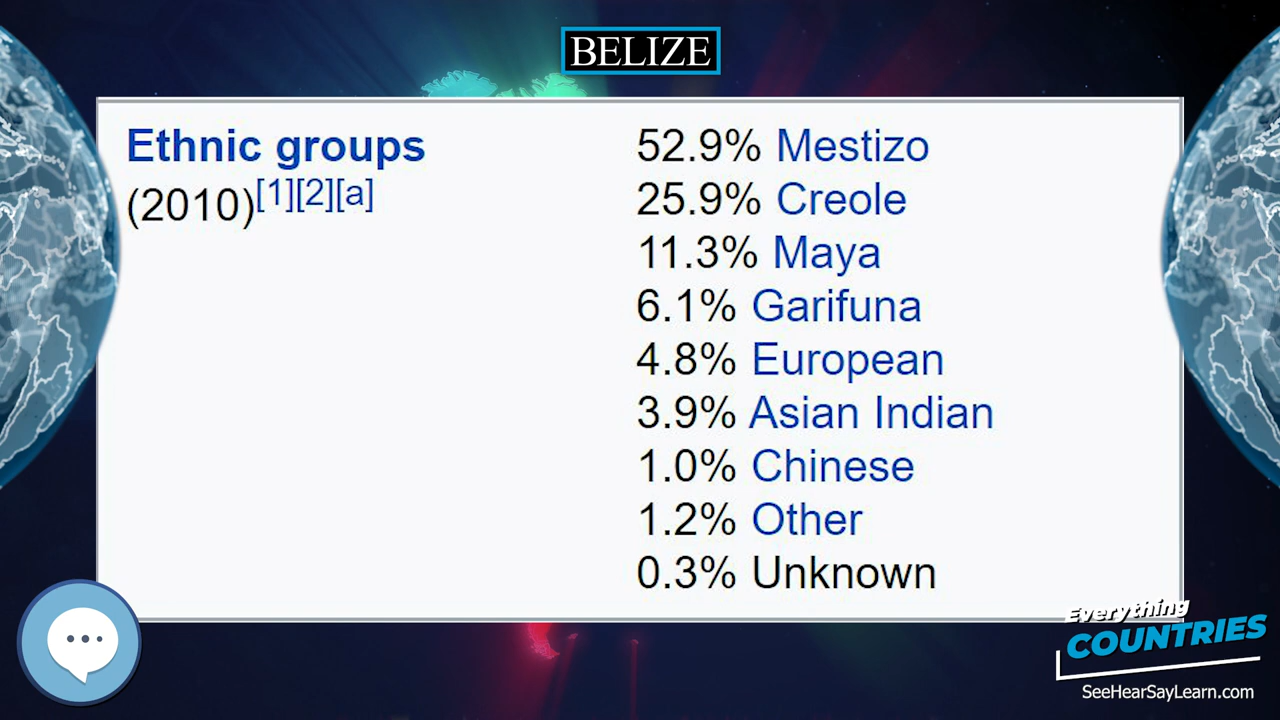 BELIZE
Ethnic groups
(2010)[1][2][a]
52.9% Mestizo
25.9% Creole
11.3% Maya
6.1% Garifuna
4.8% European
3.9% Asian Indian
1.0% Chinese
1.2% Other
0.3% Unknown
Everything
COUNTRIES
SeeHearSayLearn.com